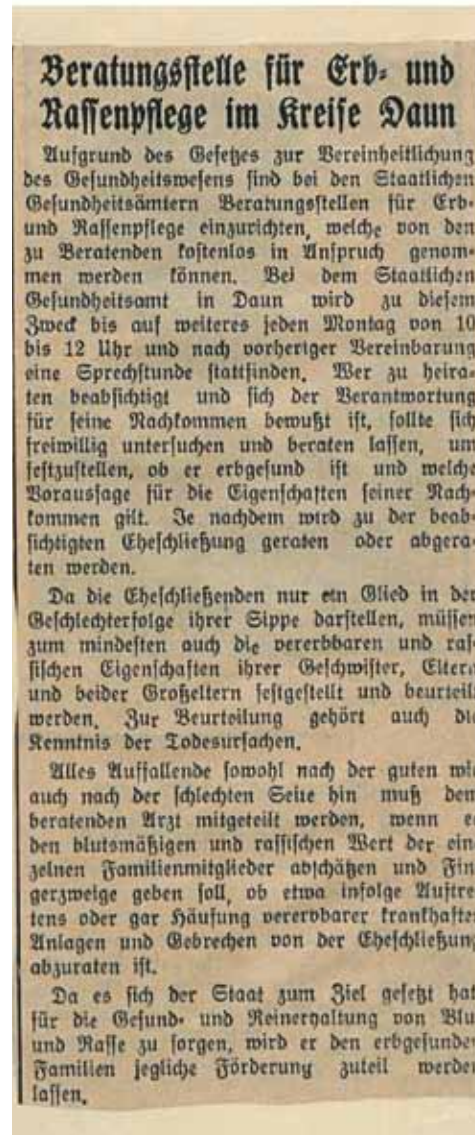 Beratungsstelle für Erb- und
Rassenpflege im Kreise Daun
Aufgrund des Gesetzes zur Vereinheitlichung
des Gesundheitswesens sind bei den Staatlichen
Gesundheitsämtern Beratungsstellen für Erb-
und Rassenpflege einzurichten, welche von den
zu Beratenden kostenlos in Anspruch genom-
men werden können. Bei dem Staatlichen
Gesundheitsamt in Daun wird zu diesem
Zweck bis auf weiteres jeden Montag von 10
bis 12 Uhr und nach vorheriger Vereinbarung
eine Sprechstunde stattfinden. Wer zu heira-
ten beabsichtigt und sich der Verantwortung
für seine Nachkommen bewußt ist, sollte sich
freiwillig untersuchen und beraten lassen, um
festzustellen, ob er erbgesund ist und welche
Voraussage für die Eigenschaften seiner Nach-
kommen gilt. Je nachdem wird zu der beab-
sichtigten Eheschließung geraten oder abgera-
ten werden.
Da die Eheschließenden nur ein Glied in der
Geschlechterfolge ihrer Sippe darstellen, müssen
zum mindesten auch die vererbbaren und ras-
sischen Eigenschaften ihrer Geschwister, Eltern
und beider Großeltern festgestellt und beurteil
werden. Zur Beurteilung gehört auch die
Kenntnis der Todesursachen.
Alles Auffallende sowohl nach der guten wie
auch nach der schlechten Seite hin muß dem
beratenden Arzt mitgeteilt werden, wenn e
den blutsmäßigen und rassischen Wert der ein
zelnen Familienmitglieder abschätzen und Fin
gerzweige geben soll, ob etwa infolge Auftre
tens oder gar Häufung vererbbarer krankhafte
Anlagen und Gebrechen von der Eheschließung
abzuraten ist.
Da es sich der Staat zum Ziel gesetzt hat
für die Gesund- und Reinerhaltung von Blu
und Rasse zu sorgen, wird er den erbgesunden
Familien jegliche Förderung zuteil werden
lassen.